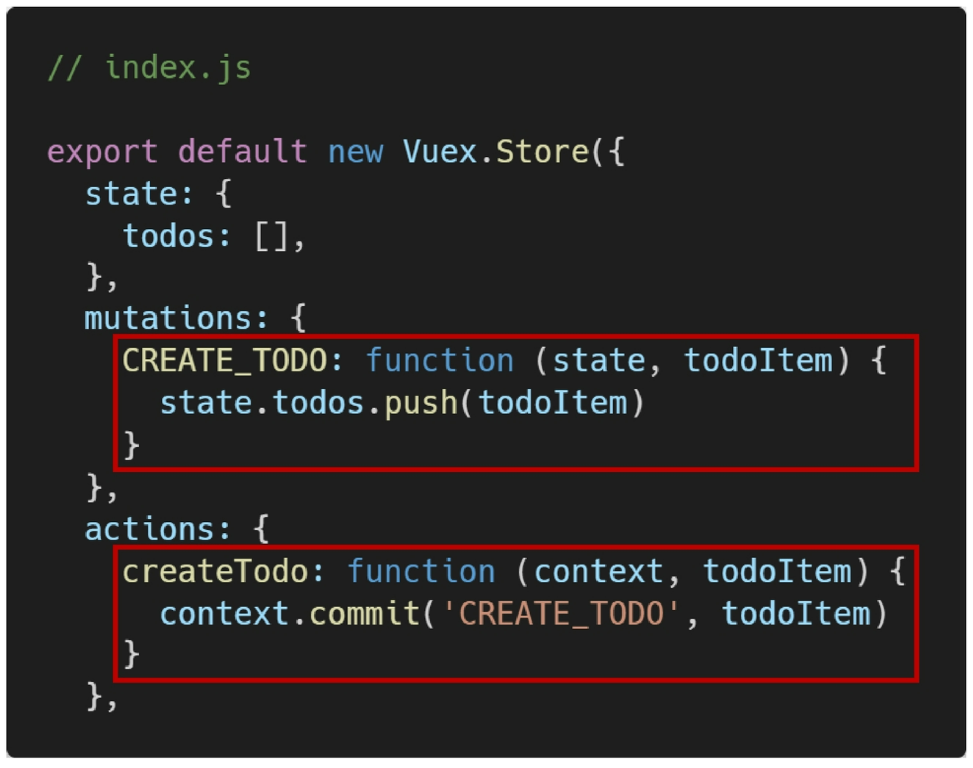 // index.js
export default new Vuex.Store({
  state: {
    todos: [],
  },
  mutations: {
    CREATE_TODO: function (state, todoItem) {
      state.todos.push(todoItem)
    }
  },
  actions: {
    createTodo: function (context, todoItem) {
      context.commit('CREATE_TODO', todoItem)
    }
  },